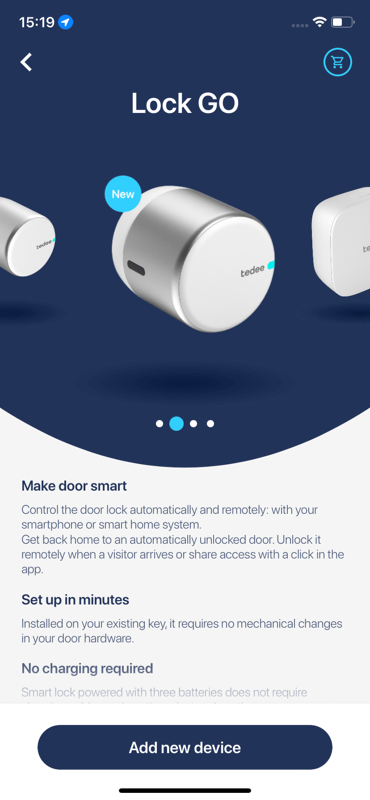 15:19
Lock GO
New
tedee
tedee
te
Make door smart
Control the door lock automatically and remotely: with your
smartphone or smart home system.
Get back home to an automatically unlocked door. Unlock it
remotely when a visitor arrives or share access with a click in the
app.
Set up in minutes
Installed on your existing key, it requires no mechanical changes
in your door hardware.
No charging required
Smart lock powered with three batteries does not require
Add new device